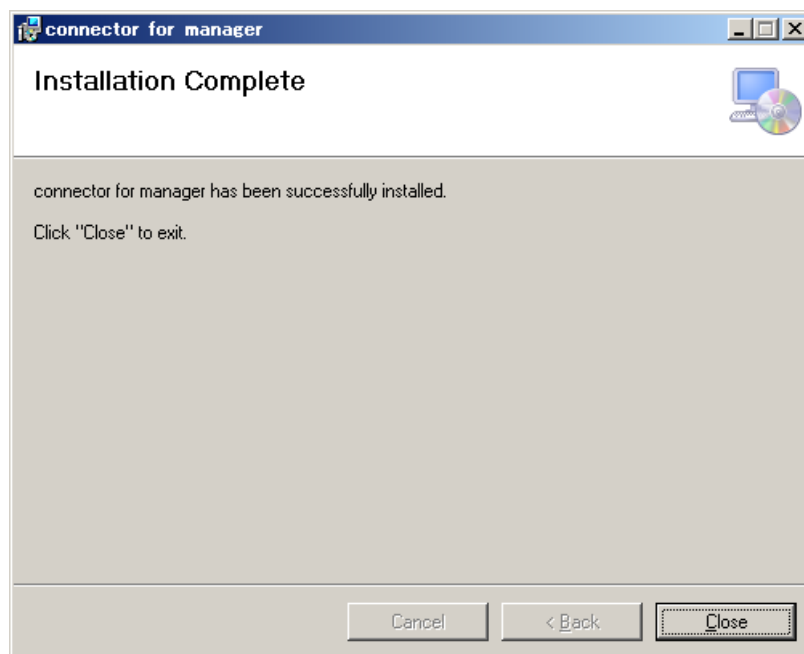 connector for manager
Installation Complete
connector for manager has been successfully installed.
Click "Close" to exit.
Cancel
< Back
Close